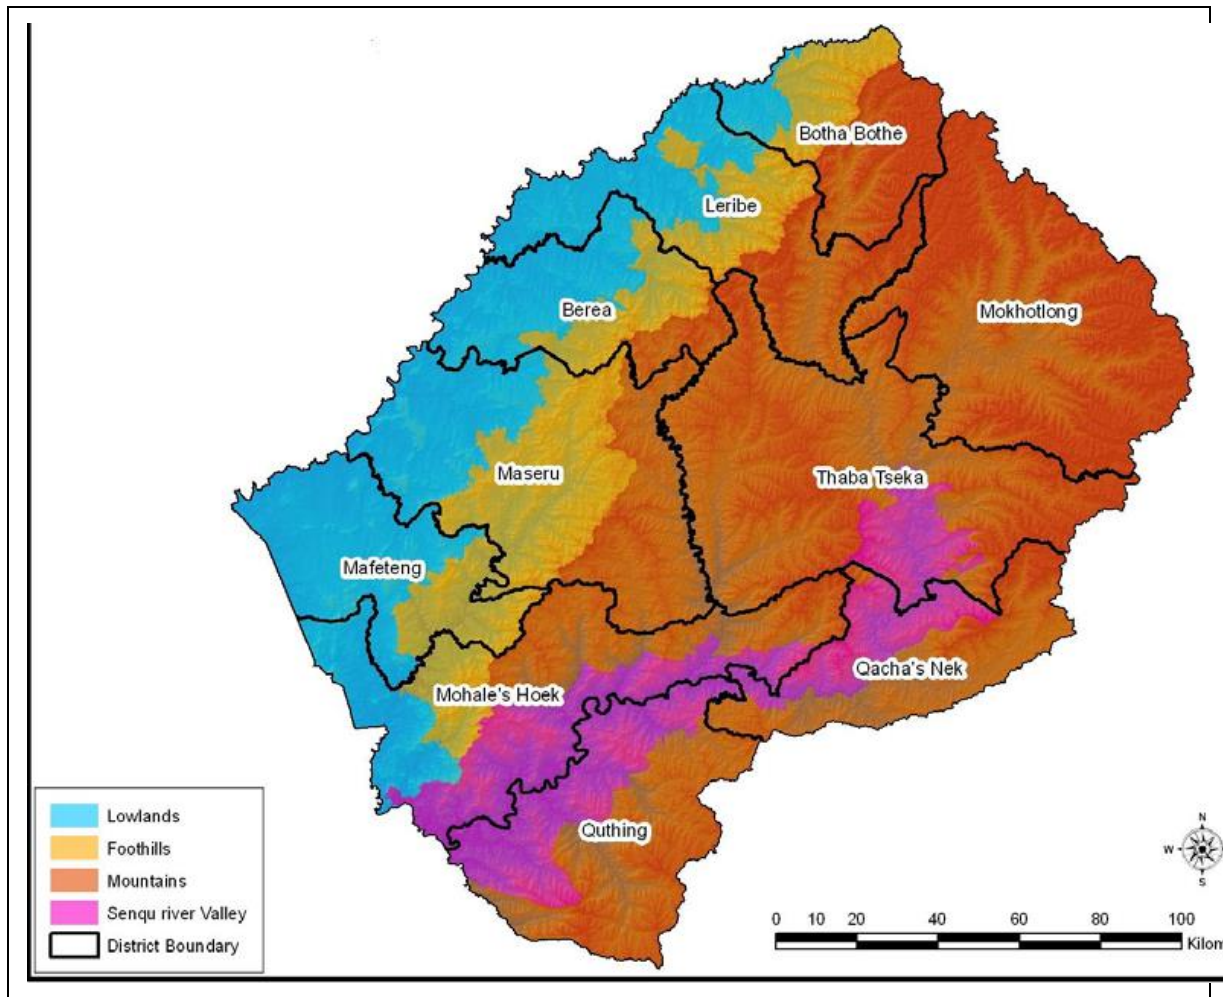 Botha Bothe
Leribe
Mokhotlong
Berea
Maseru
Thaba Tseka
Mafeteng
Qacha's Nek
Mohale's Hoek
Quthing
Lowlands
Foothills
Mountains
Senqu river Valley
District Boundary
N
W
S
0 10 20 40 60 80 100
Kilom